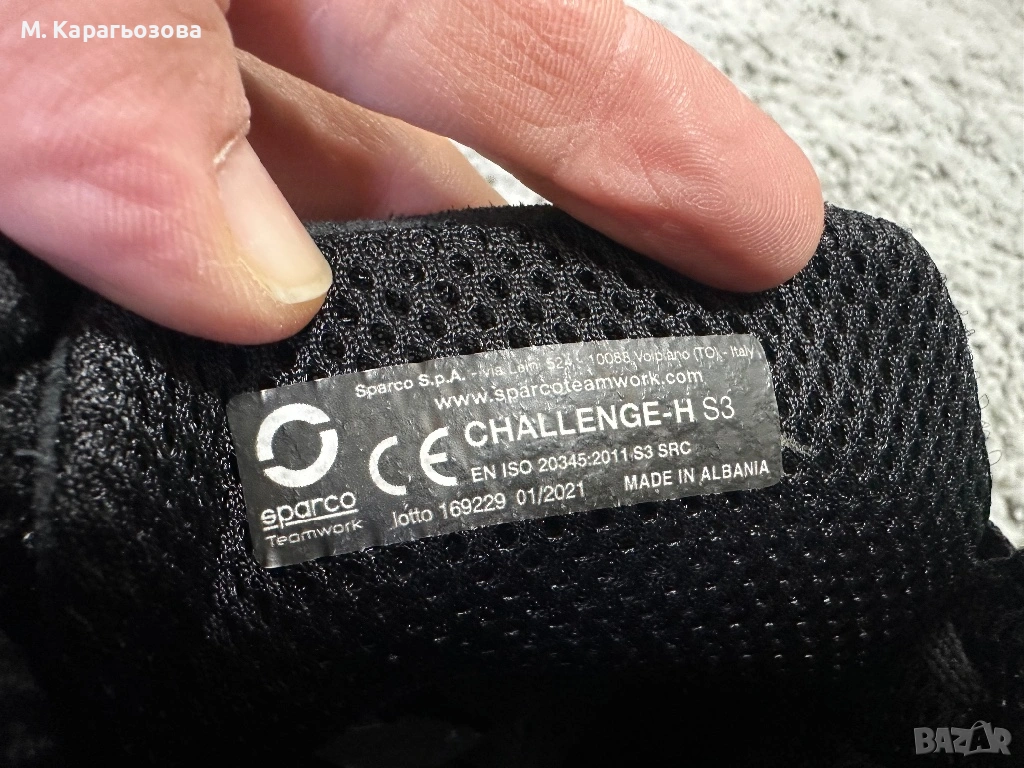 М. Карагьозова
Sparco S.p.A. - Via Leinì 524 - 10088 Volpiano (TO) - Italy
www.sparcoteamwork.com
CHALLENGE-H S3
CE
EN ISO 20345:2011 S3 SRC
lotto 169229 01/2021 MADE IN ALBANIA
sparco
Teamwork
BAZAR